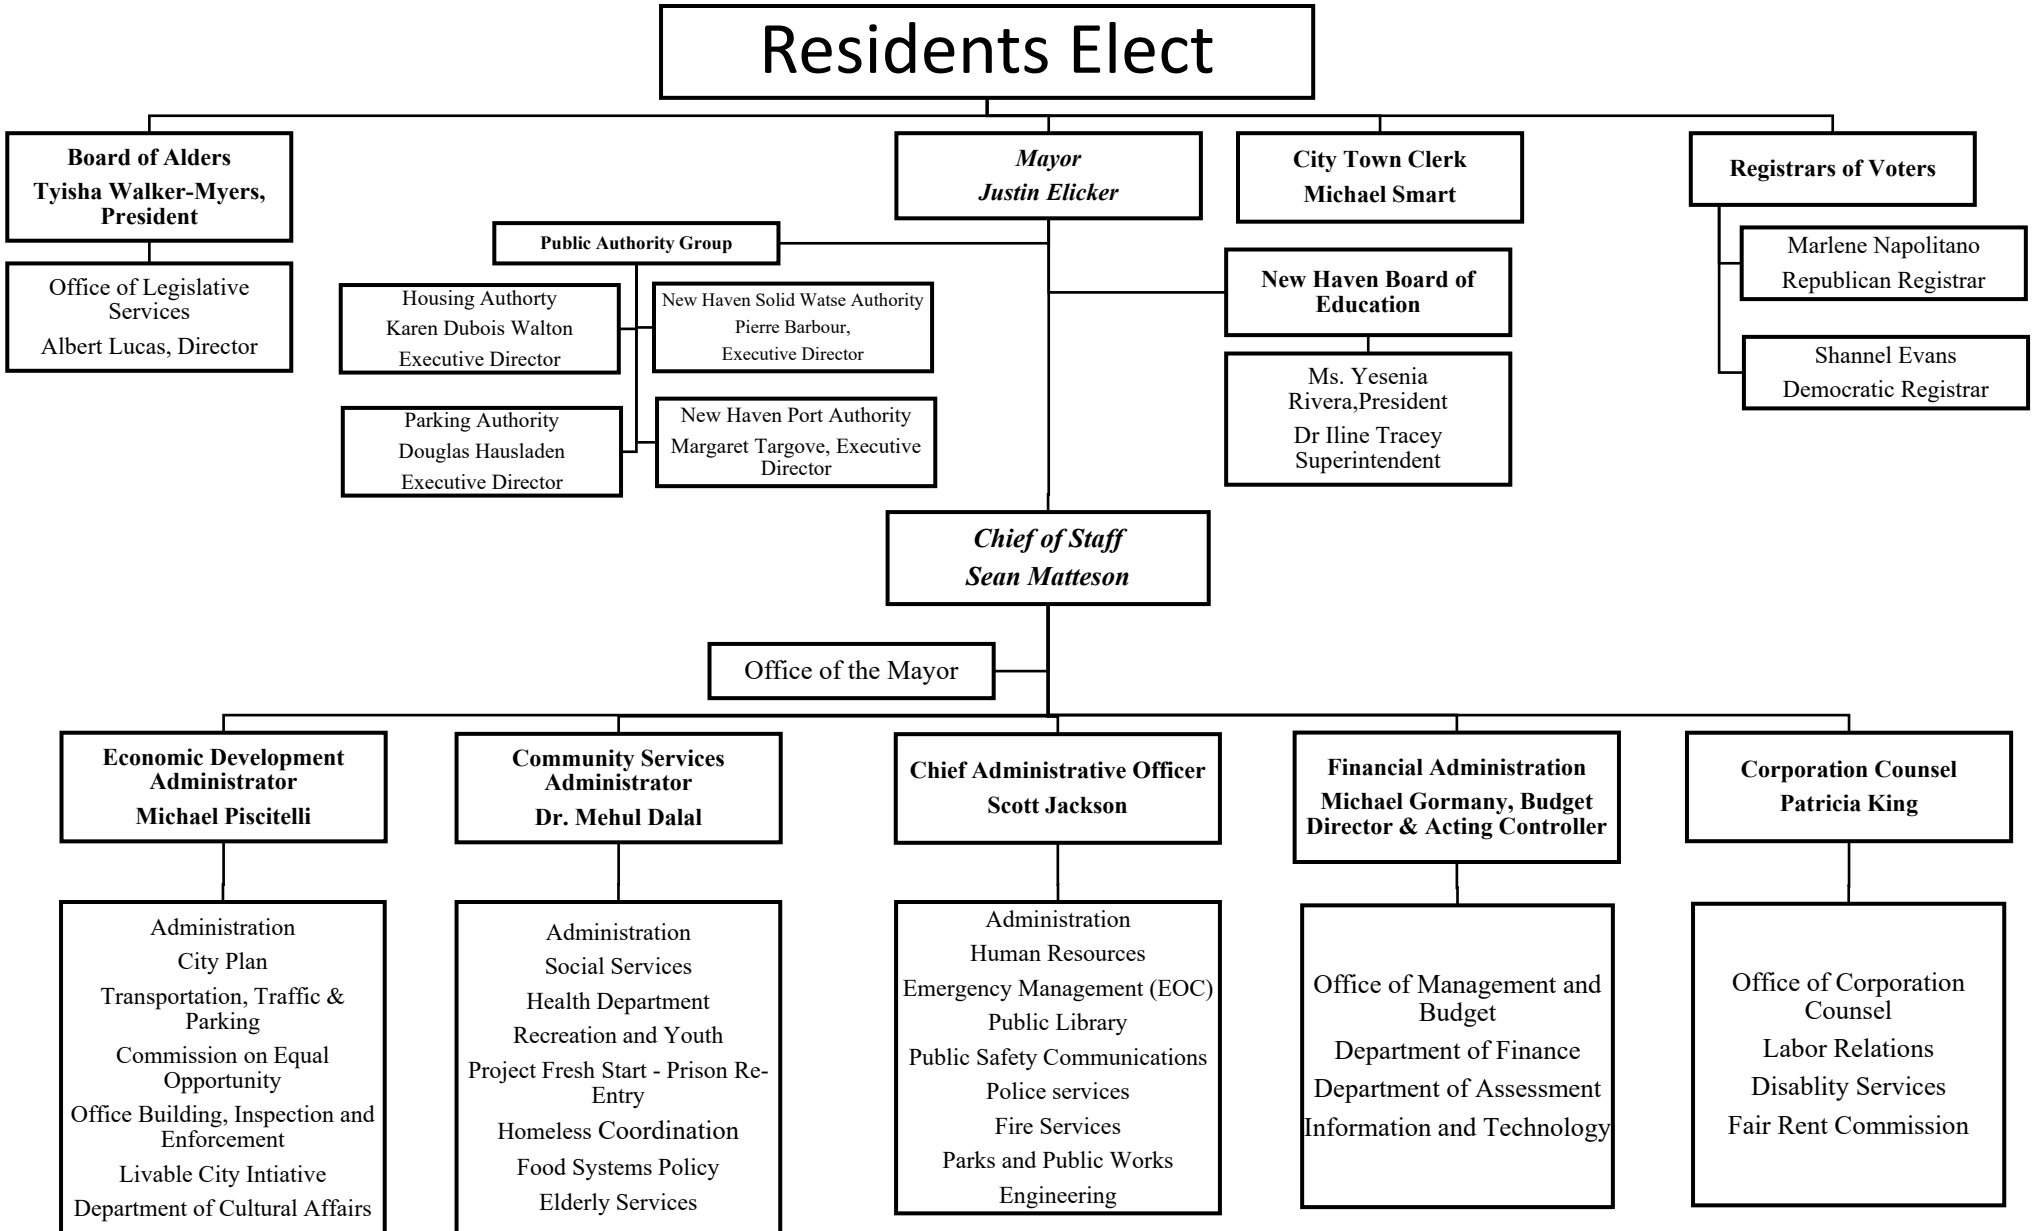 Residents Elect
Board of Alders
Tyisha Walker-Myers,
President
Office of Legislative
Services
Albert Lucas, Director
Mayor
Justin Elicker
City Town Clerk
Michael Smart
Registrars of Voters
Marlene Napolitano
Republican Registrar
Shannel Evans
Democratic Registrar
Public Authority Group
Housing Authorty
Karen Dubois Walton
Executive Director
New Haven Solid Watse Authority
Pierre Barbour,
Executive Director
Parking Authority
Douglas Hausladen
Executive Director
New Haven Port Authority
Margaret Targove, Executive
Director
New Haven Board of
Education
Ms. Yesenia
Rivera,President
Dr Iline Tracey
Superintendent
Chief of Staff
Sean Matteson
Office of the Mayor
Economic Development
Administrator
Michael Piscitelli
Community Services
Administrator
Dr. Mehul Dalal
Chief Administrative Officer
Scott Jackson
Financial Administration
Michael Gormany, Budget
Director & Acting Controller
Corporation Counsel
Patricia King
Administration
City Plan
Transportation, Traffic &
Parking
Commission on Equal
Opportunity
Office Building, Inspection and
Enforcement
Livable City Intiative
Department of Cultural Affairs
Administration
Social Services
Health Department
Recreation and Youth
Project Fresh Start - Prison Re-
Entry
Homeless Coordination
Food Systems Policy
Elderly Services
Administration
Human Resources
Emergency Management (EOC)
Public Library
Public Safety Communications
Police services
Fire Services
Parks and Public Works
Engineering
Office of Management and
Budget
Department of Finance
Department of Assessment
Information and Technology
Office of Corporation
Counsel
Labor Relations
Disablity Services
Fair Rent Commission